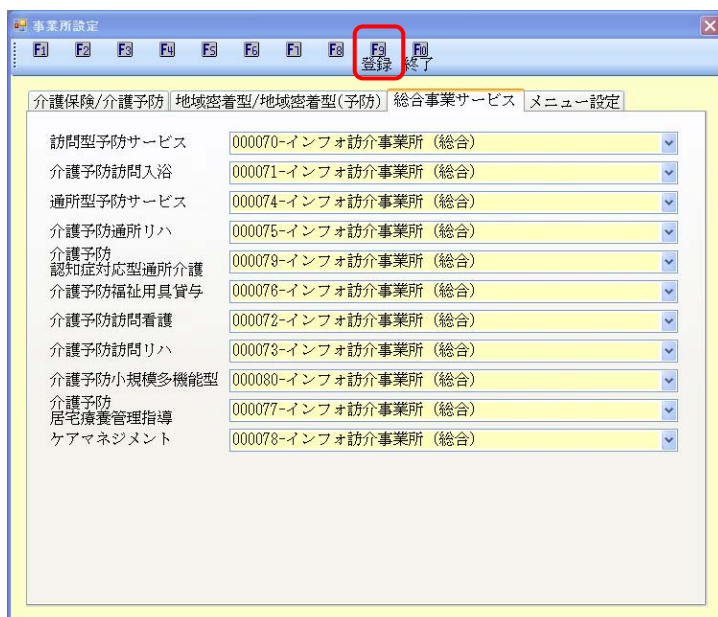 事業所設定
F1 F2 F3 F4 F5 F6 F7 F8 F9 F10
登録 終了
介護保険/介護予防 地域密着型/地域密着型(予防) 総合事業サービス メニュー設定
訪問型予防サービス 000070-インフォ訪介事業所（総合）
介護予防訪問入浴 000071-インフォ訪介事業所（総合）
通所型予防サービス 000074-インフォ訪介事業所（総合）
介護予防通所リハ 000075-インフォ訪介事業所（総合）
介護予防
認知症対応型通所介護 000079-インフォ訪介事業所（総合）
介護予防福祉用具貸与 000076-インフォ訪介事業所（総合）
介護予防訪問看護 000072-インフォ訪介事業所（総合）
介護予防訪問リハ 000073-インフォ訪介事業所（総合）
介護予防小規模多機能型 000080-インフォ訪介事業所（総合）
介護予防
居宅療養管理指導 000077-インフォ訪介事業所（総合）
ケアマネジメント 000078-インフォ訪介事業所（総合）